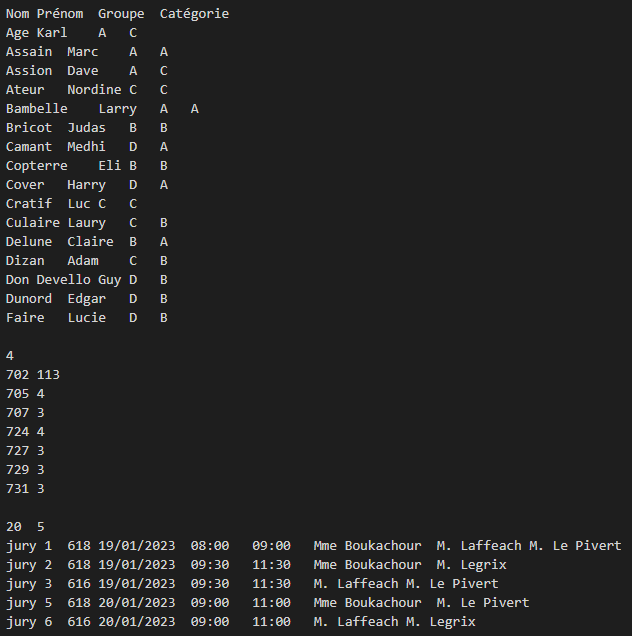 Nom Prénom Groupe Catégorie
Age Karl A C
Assain Marc A A
Assion Dave A C
Ateur Nordine C C
Bambelle Larry A A
Bricot Judas B B
Camant Medhi D A
Copterre Eli B B
Cover Harry D A
Cratif Luc C C
Culaire Laury C B
Delune Claire B A
Dizan Adam C B
Don Devello Guy D B
Dunord Edgar D B
Faire Lucie D B
4
702 113
705 4
707 3
724 4
727 3
729 3
731 3
20 5
jury 1 618 19/01/2023 08:00 09:00 Mme Boukachour M. Laffeach M. Le Pivert
jury 2 618 19/01/2023 09:30 11:30 Mme Boukachour M. Legrix
jury 3 616 19/01/2023 09:30 11:30 M. Laffeach M. Le Pivert
jury 5 618 20/01/2023 09:00 11:00 Mme Boukachour M. Le Pivert
jury 6 616 20/01/2023 09:00 11:00 M. Laffeach M. Legrix